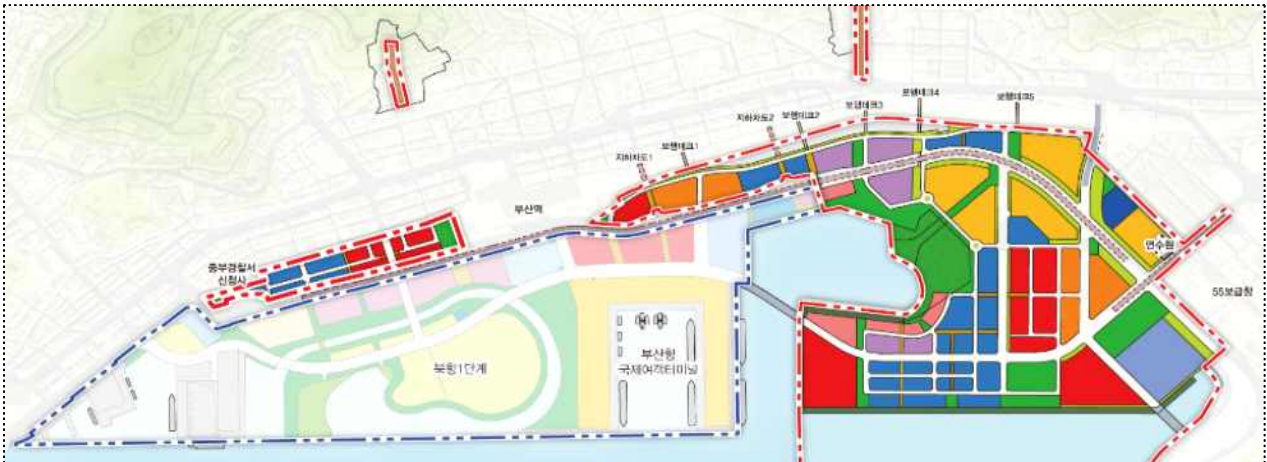 보행데크4
보행데크5
보행데크3
지하차도2
보행데크2
보행데크1
지하차도1
부산역
연수원
중부경찰서
신청사
55보급창
북항1단계
부산항
국제여객터미널